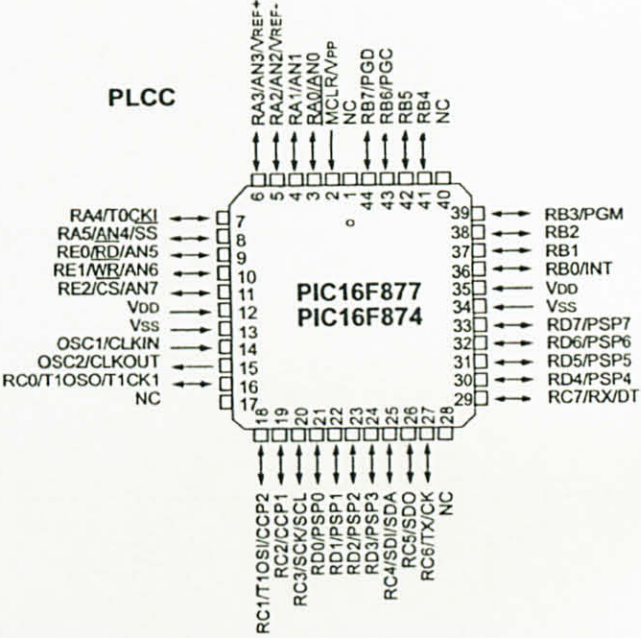 PLCC
RA3/AN3/VREF+
RA2/AN2/VREF-
RA1/AN1
RA0/AN0
MCLR/VPP
NC
RB7/PGD
RB6/PGC
RB5
RB4
NC
6 5 4 3 2 1 44 43 42 41 40
RA4/T0CKI 7
RA5/AN4/SS 8
RE0/RD/AN5 9
RE1/WR/AN6 10
RE2/CS/AN7 11
VDD 12
VSS 13
OSC1/CLKIN 14
OSC2/CLKOUT 15
RC0/T1OSO/T1CK1 16
NC 17
PIC16F877
PIC16F874
39 RB3/PGM
38 RB2
37 RB1
36 RB0/INT
35 VDD
34 VSS
33 RD7/PSP7
32 RD6/PSP6
31 RD5/PSP5
30 RD4/PSP4
29 RC7/RX/DT
18 19 20 21 22 23 24 25 26 27 28
RC1/T1OSI/CCP2
RC2/CCP1
RC3/SCK/SCL
RD0/PSP0
RD1/PSP1
RD2/PSP2
RD3/PSP3
RC4/SDI/SDA
RC5/SDO
RC6/TX/CK
NC